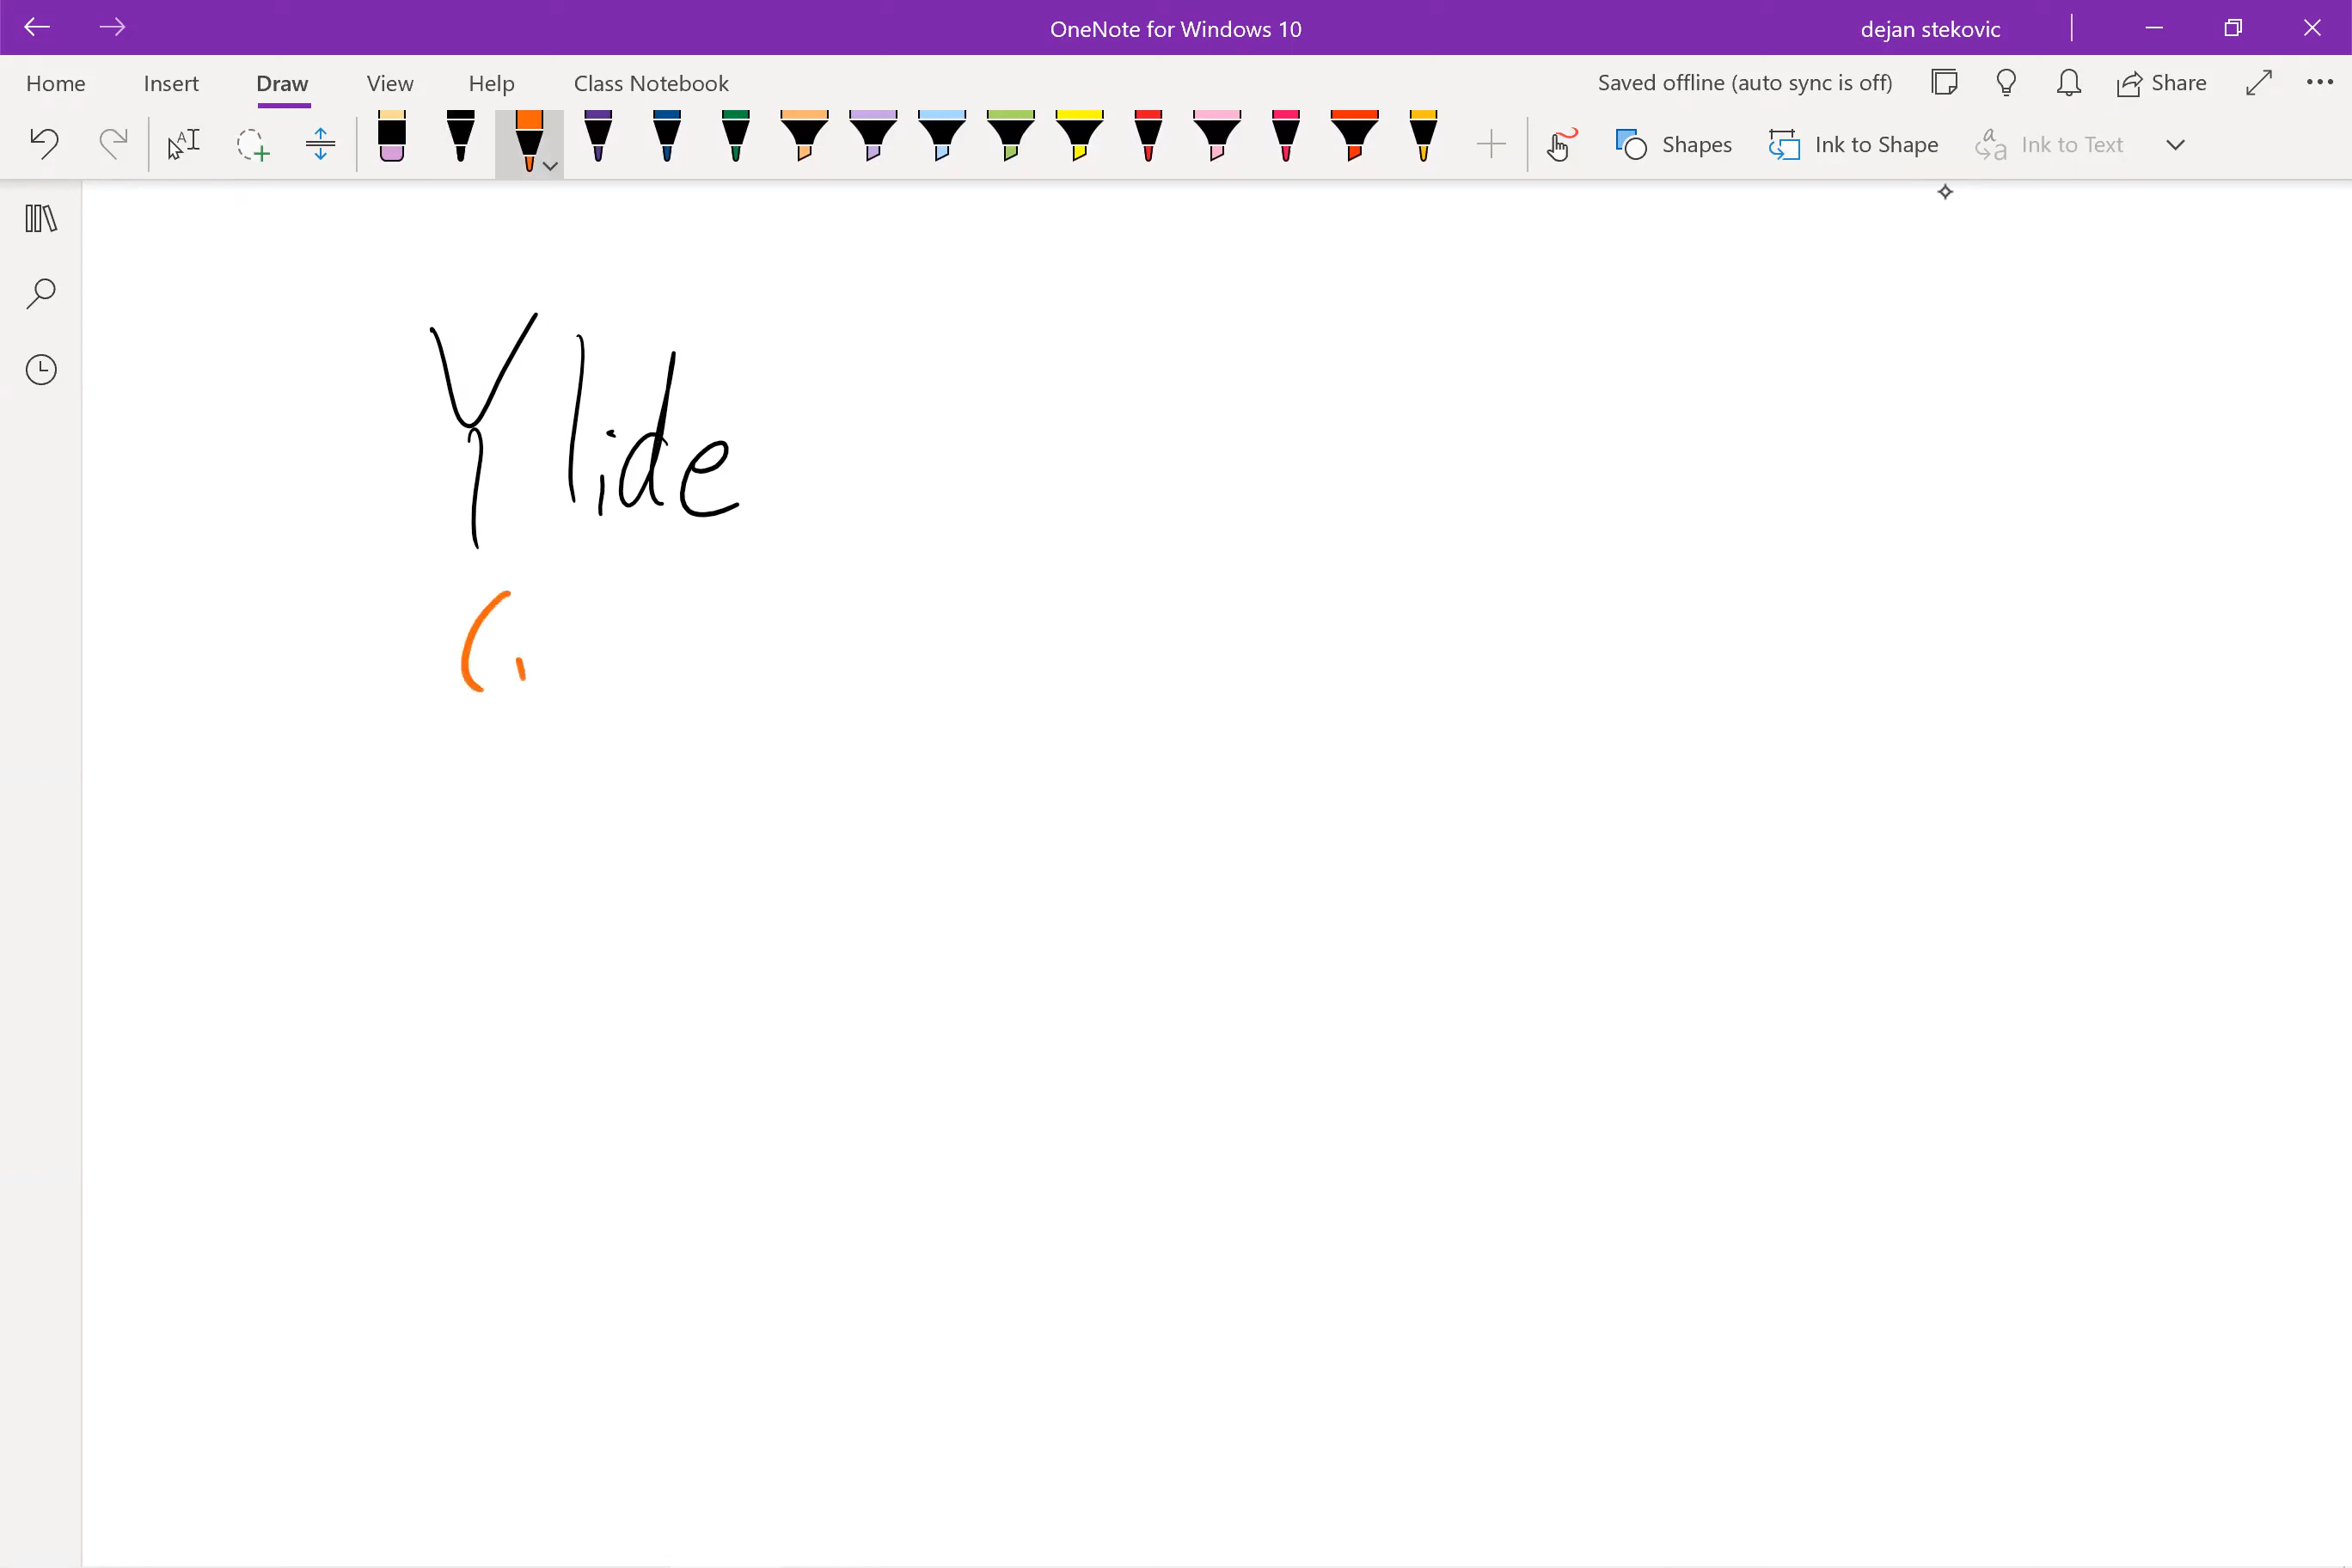 OneNote for Windows 10
dejan stekovic
Home Insert Draw View Help Class Notebook
Saved offline (auto sync is off)
Share
Shapes
Ink to Shape
Ink to Text
Ylide
(